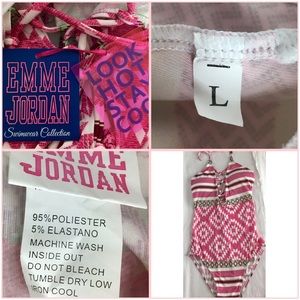 EMME
JORDAN
Swimwear Collection
LOOK
HOT
STAY
COOL
L
EMME
JORDAN
95%POLIESTER
5% ELASTANO
MACHINE WASH
INSIDE OUT
DO NOT BLEACH
TUMBLE DRY LOW
IRON COOL